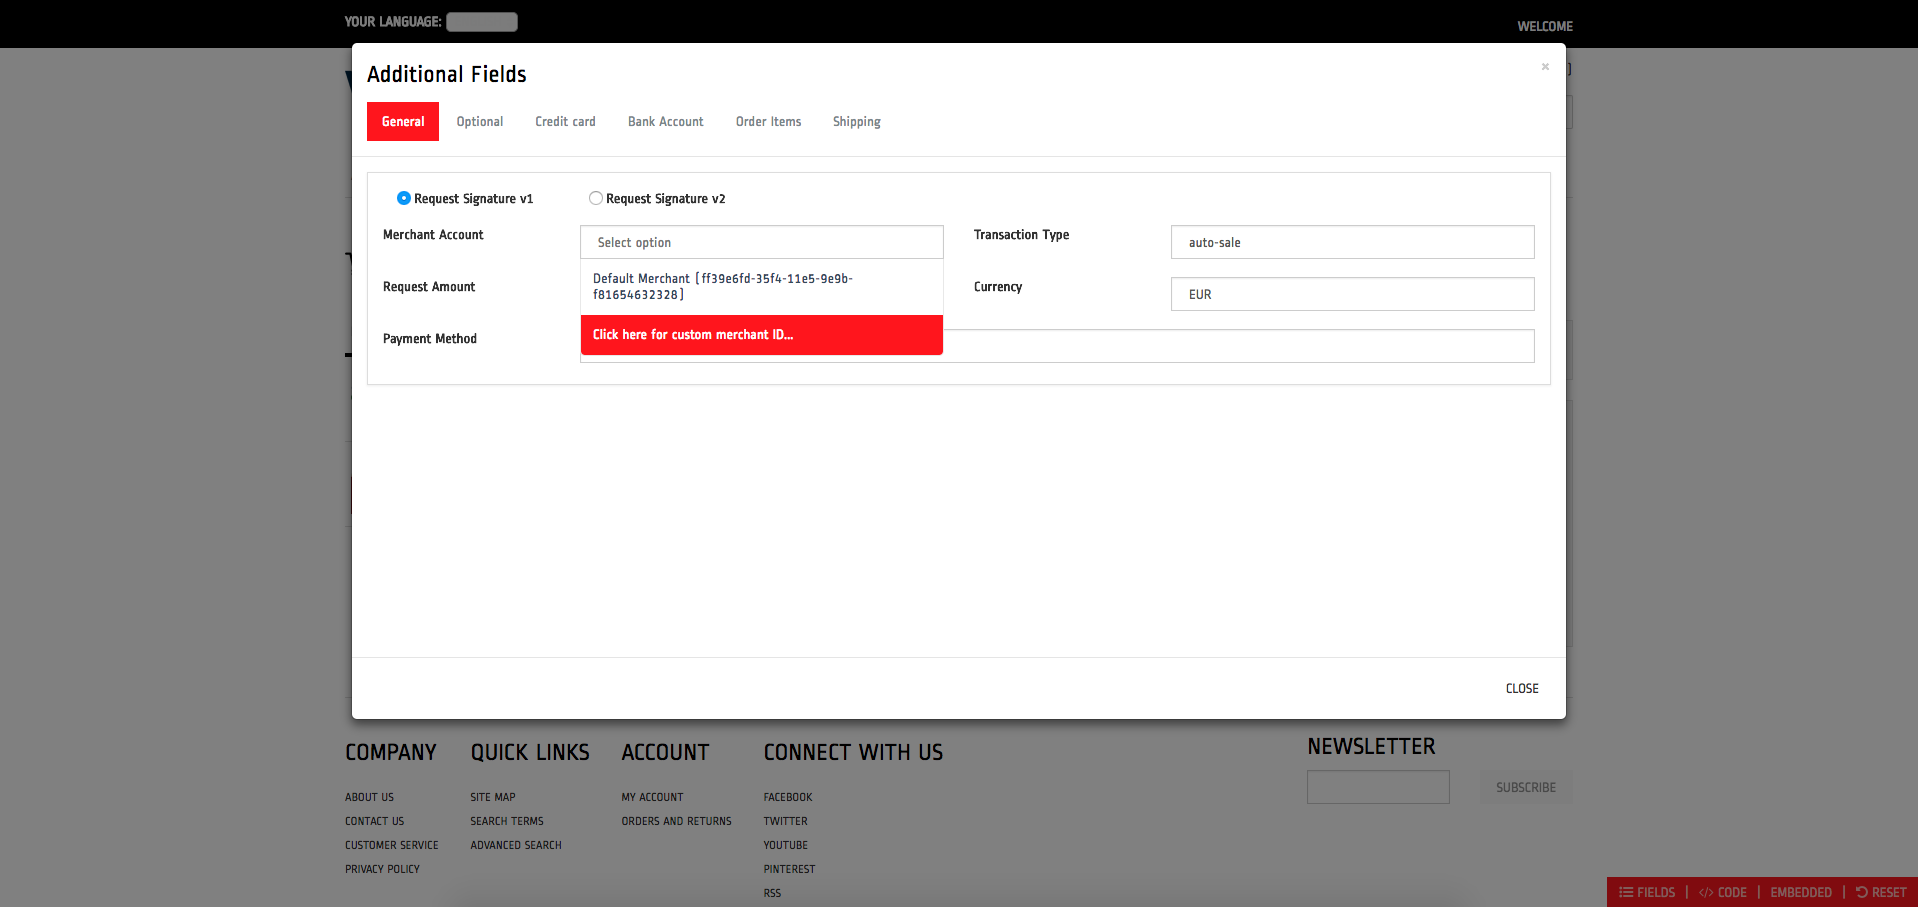 YOUR LANGUAGE:
WELCOME
Additional Fields
×
General
Optional
Credit card
Bank Account
Order Items
Shipping
Request Signature v1
Request Signature v2
Merchant Account
Select option
Transaction Type
auto-sale
Default Merchant [ff39e6fd-35f4-11e5-9e9b-
f81654632328]
Request Amount
Currency
EUR
Click here for custom merchant ID...
Payment Method
CLOSE
COMPANY
ABOUT US
CONTACT US
CUSTOMER SERVICE
PRIVACY POLICY
QUICK LINKS
SITE MAP
SEARCH TERMS
ADVANCED SEARCH
ACCOUNT
MY ACCOUNT
ORDERS AND RETURNS
CONNECT WITH US
FACEBOOK
TWITTER
YOUTUBE
PINTEREST
RSS
NEWSLETTER
SUBSCRIBE
FIELDS | </> CODE | EMBEDDED | RESET